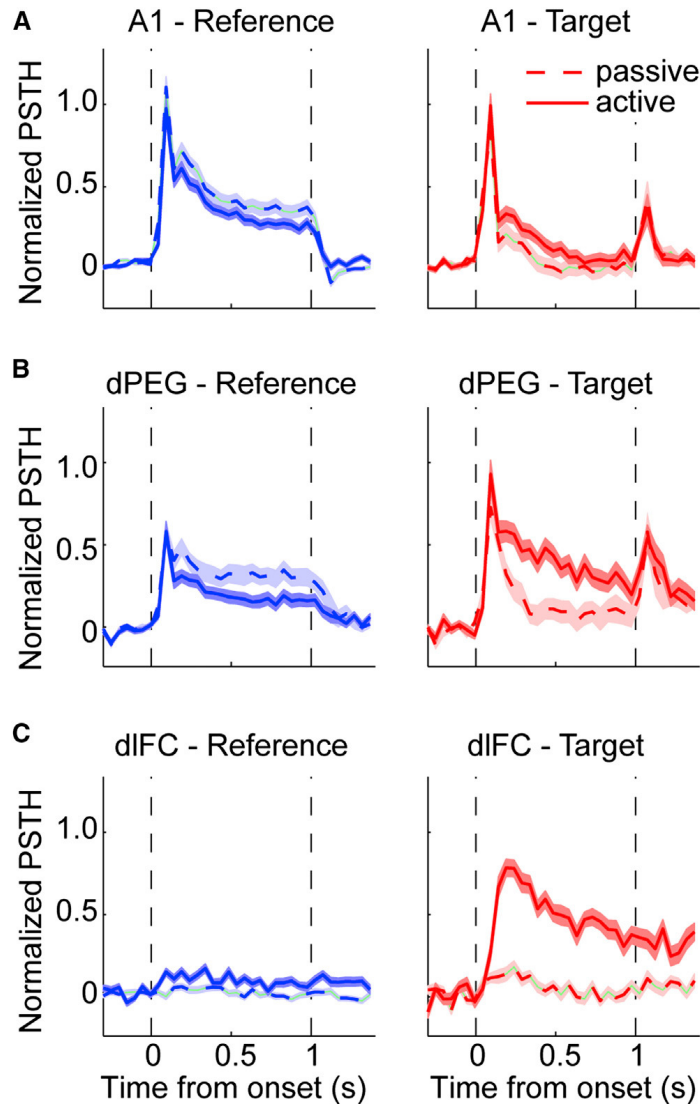 A
A1 - Reference
A1 - Target
Normalized PSTH
1.0
0.5
0
passive
active
B
dPEG - Reference
dPEG - Target
Normalized PSTH
1.0
0.5
0
C
dlFC - Reference
dlFC - Target
Normalized PSTH
1.0
0.5
0
0 0.5 1
0 0.5 1
Time from onset (s)
Time from onset (s)